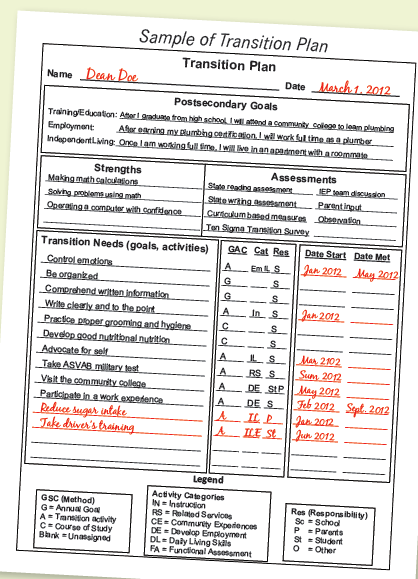 Sample of Transition Plan
Transition Plan
Name Dean Doe Date March 1, 2012
Postsecondary Goals
Training/Education: After I graduate from high school, I will attend a community college to learn plumbing
Employment: After earning my plumbing certification, I will work full time as a plumber
Independent Living: Once I am working full time, I will live in an apartment with a roommate
Strengths
Making math calculations
Solving problems using math
Operating a computer with confidence
Assessments
State reading assessment IEP team discussion
State writing assessment Parent input
Curriculum based measures Observation
Ten Sigma Transition Survey
Transition Needs (goals, activities) GAC Cat Res Date Start Date Met
Control emotions A Em IL S Jan 2012 May 2012
Be organized G S
Comprehend written information G S
Write clearly and to the point A In S Jan 2012
Practice proper grooming and hygiene C S
Develop good nutritional nutrition C S
Advocate for self A IL S Mar 2102
Take ASVAB military test A RS S Sum 2012
Visit the community college A DE StP May 2012
Participate in a work experience A DE S Feb 2012 Sept. 2012
Reduce sugar intake A IL P Jan 2012
Take driver's training A ILE St Jun 2012
Legend
GSC (Method)
G = Annual Goal
A = Transition activity
C = Course of Study
Blank = Unassigned
Activity Categories
IN = Instruction
RS = Related Services
CE = Community Experiences
DE = Develop Employment
DL = Daily Living Skills
FA = Functional Assessment
Res (Responsibility)
Sc = School
P = Parents
St = Student
O = Other